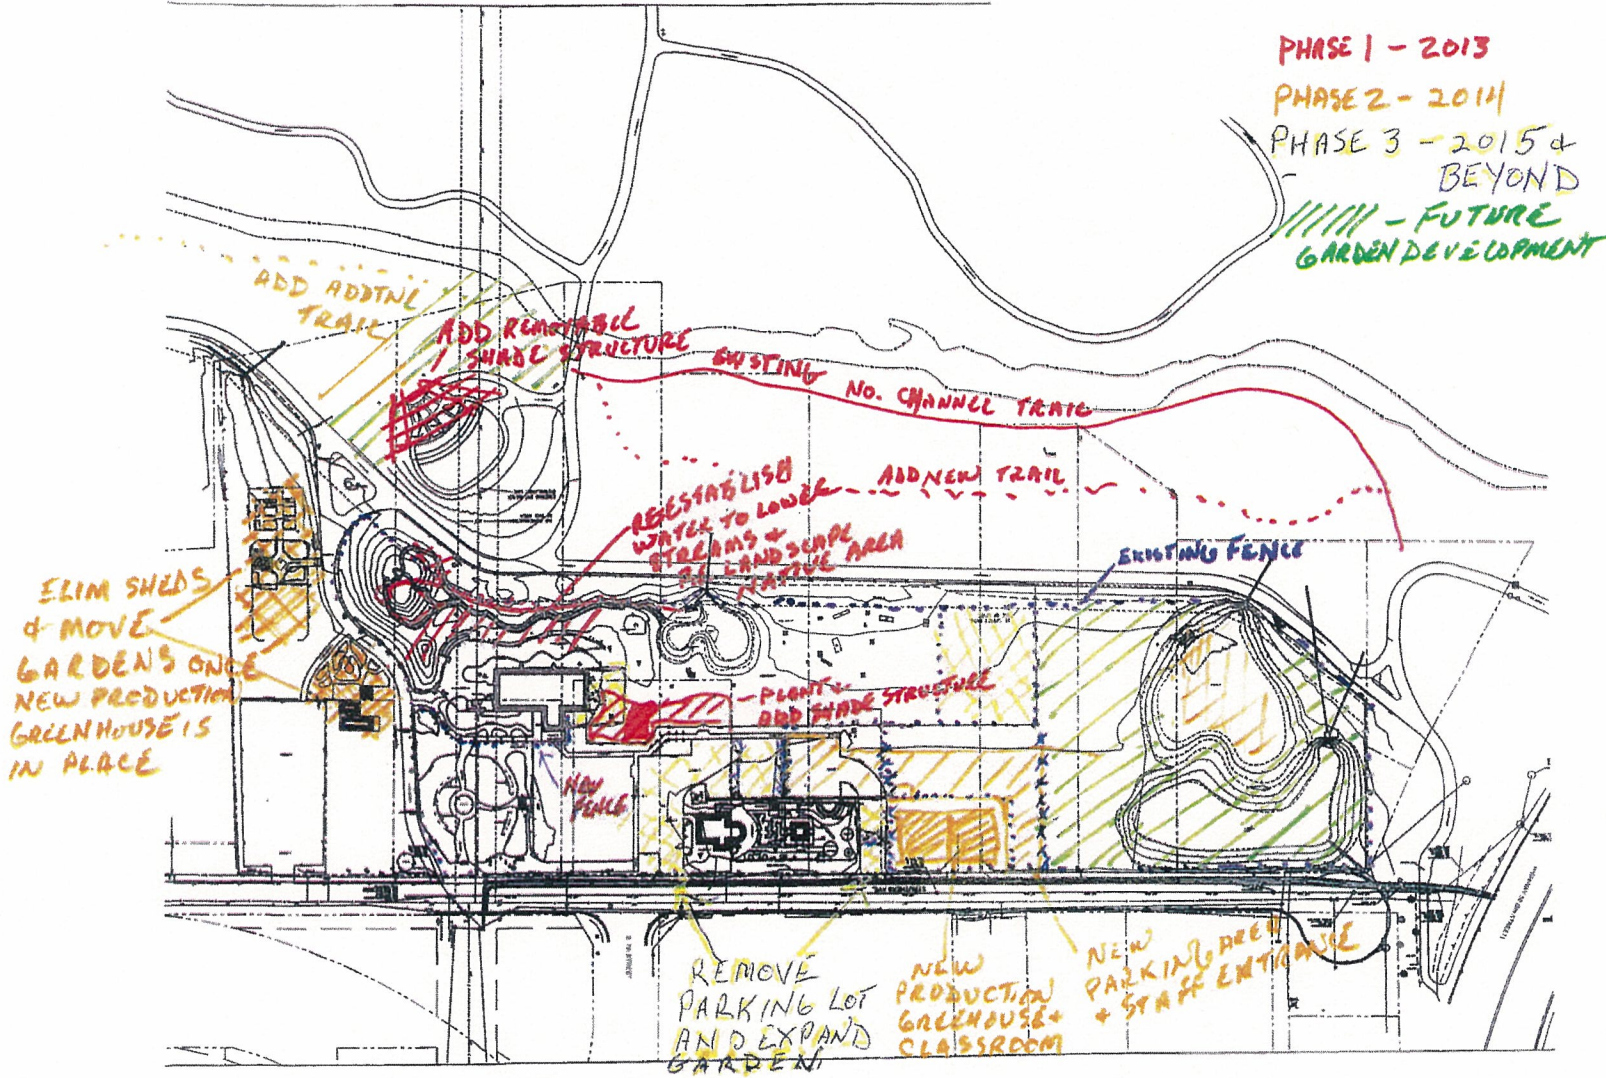 PHASE 1 - 2013
PHASE 2 - 2014
PHASE 3 - 2015 &
BEYOND
- FUTURE
GARDEN DEVELOPMENT
ADD ADDTNL
TRAIL
ADD REMOVABLE
SHADE STRUCTURE
EXISTING
NO. CHANNEL TRAIL
ADD NEW TRAIL
REESTABLISH
WATER TO LOWER
STREAMS &
LANDSCAPE
NATIVE AREA
EXISTING FENCE
ELIM SHEDS
& MOVE
GARDENS ONCE
NEW PRODUCTION
GREENHOUSE IS
IN PLACE
PLANT &
ADD SHADE STRUCTURE
NEW
FENCE
REMOVE
PARKING LOT
AND EXPAND
GARDEN
NEW
PRODUCTION
GREENHOUSE &
CLASSROOM
NEW
PARKING AREA
& STAFF ENTRANCE